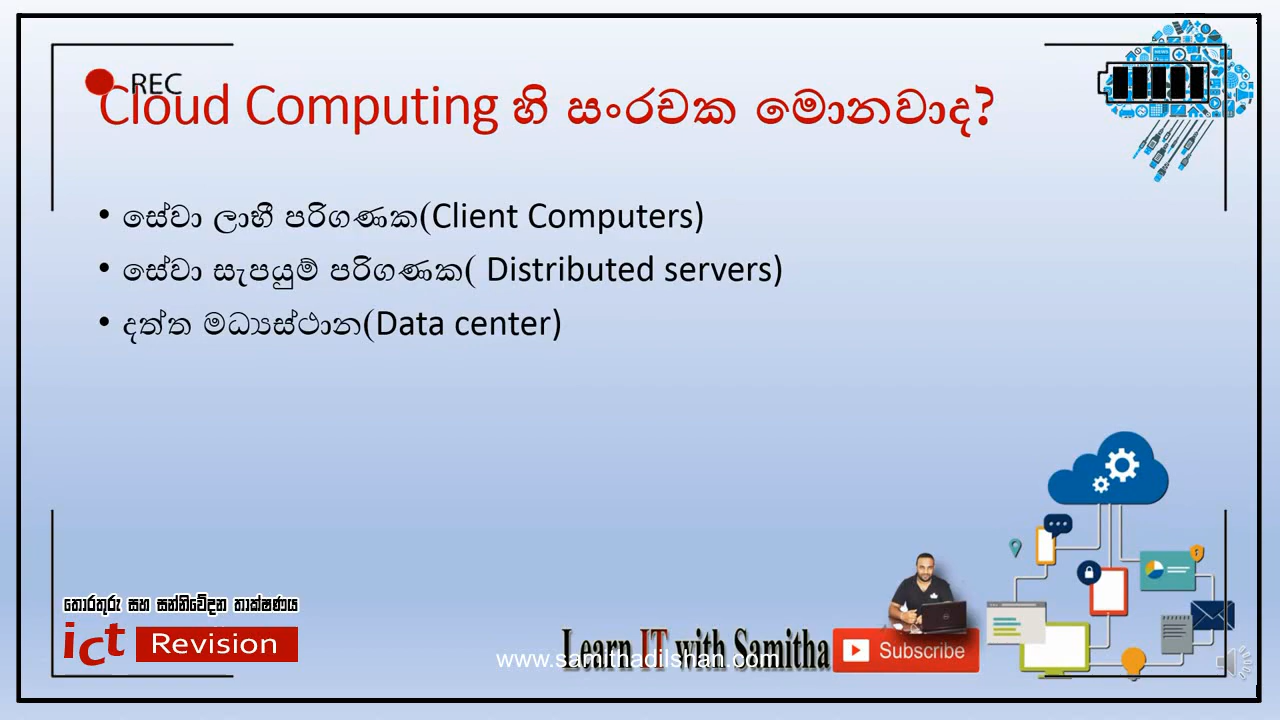 REC
Cloud Computing හි සංරචක මොනවාද?
• සේවා ලාභී පරිගණක(Client Computers)
• සේවා සැපයුම් පරිගණක( Distributed servers)
• දත්ත මධ්‍යස්ථාන(Data center)
තොරතුරු සහ සන්නිවේදන තාක්ෂණය
ict Revision
Learn IT with Samitha
www.samithadilshan.com
Subscribe